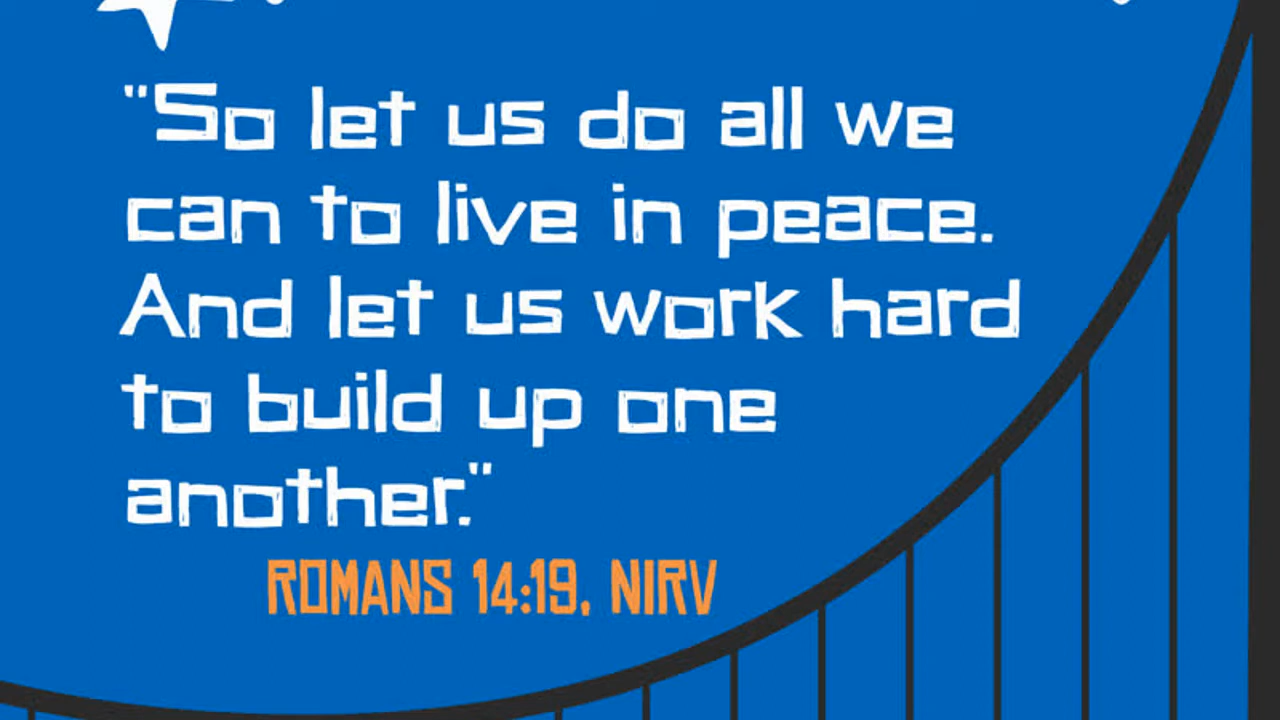 "So let us do all we
can to live in peace.
And let us work hard
to build up one
another."
ROMANS 14:19, NIRV